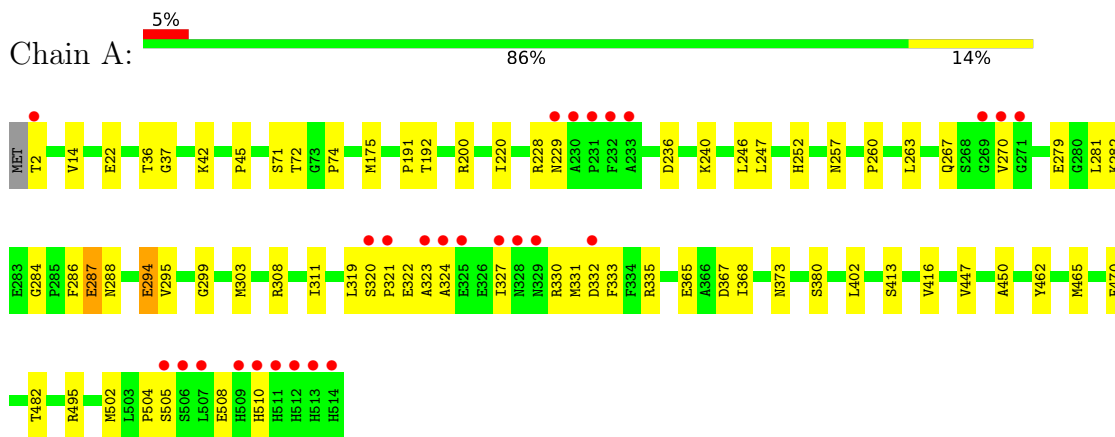 5%
Chain A:
86% 14%
MET T2 V14 E22 T36 G37 K42 P45 S71 T72 G73 P74 M175 P191 T192 R200 I220 R228 N229 A230 P231 F232 A233 D236 K240 L246 L247 H252 N257 P260 L263 Q267 S268 G269 V270 G271 E279 G280 L281
E283 G284 P285 F286 E287 N288 E294 V295 G299 M303 R308 I311 L319 S320 P321 E322 A323 A324 E325 E326 I327 N328 N329 R330 M331 D332 F333 F334 R335 E365 A366 D367 I368 N373 S380 L402 S413 V416 V447 A450 Y462 M465
T482 R495 M502 L503 P504 S505 S506 L507 E508 H509 H510 H511 H512 H513 H514